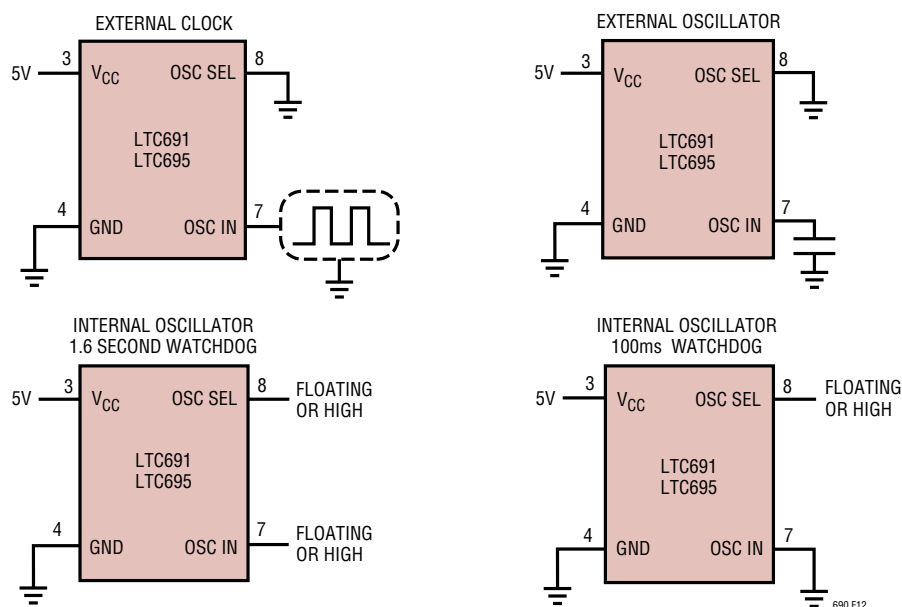 EXTERNAL CLOCK
5V
3
VCC
OSC SEL
8
LTC691
LTC695
4
GND
OSC IN
7
EXTERNAL OSCILLATOR
5V
3
VCC
OSC SEL
8
LTC691
LTC695
4
GND
OSC IN
7
INTERNAL OSCILLATOR
1.6 SECOND WATCHDOG
5V
3
VCC
OSC SEL
8
FLOATING
OR HIGH
LTC691
LTC695
4
GND
OSC IN
7
FLOATING
OR HIGH
INTERNAL OSCILLATOR
100ms WATCHDOG
5V
3
VCC
OSC SEL
8
FLOATING
OR HIGH
LTC691
LTC695
4
GND
OSC IN
7
690 F12